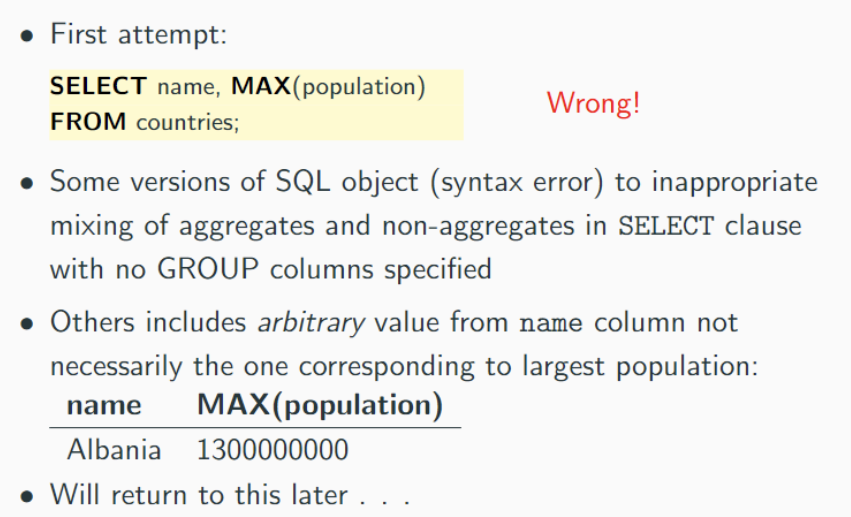 • First attempt:
SELECT name, MAX(population)
FROM countries;
Wrong!
• Some versions of SQL object (syntax error) to inappropriate
mixing of aggregates and non-aggregates in SELECT clause
with no GROUP columns specified
• Others includes arbitrary value from name column not
necessarily the one corresponding to largest population:
name MAX(population)
Albania 1300000000
• Will return to this later . . .